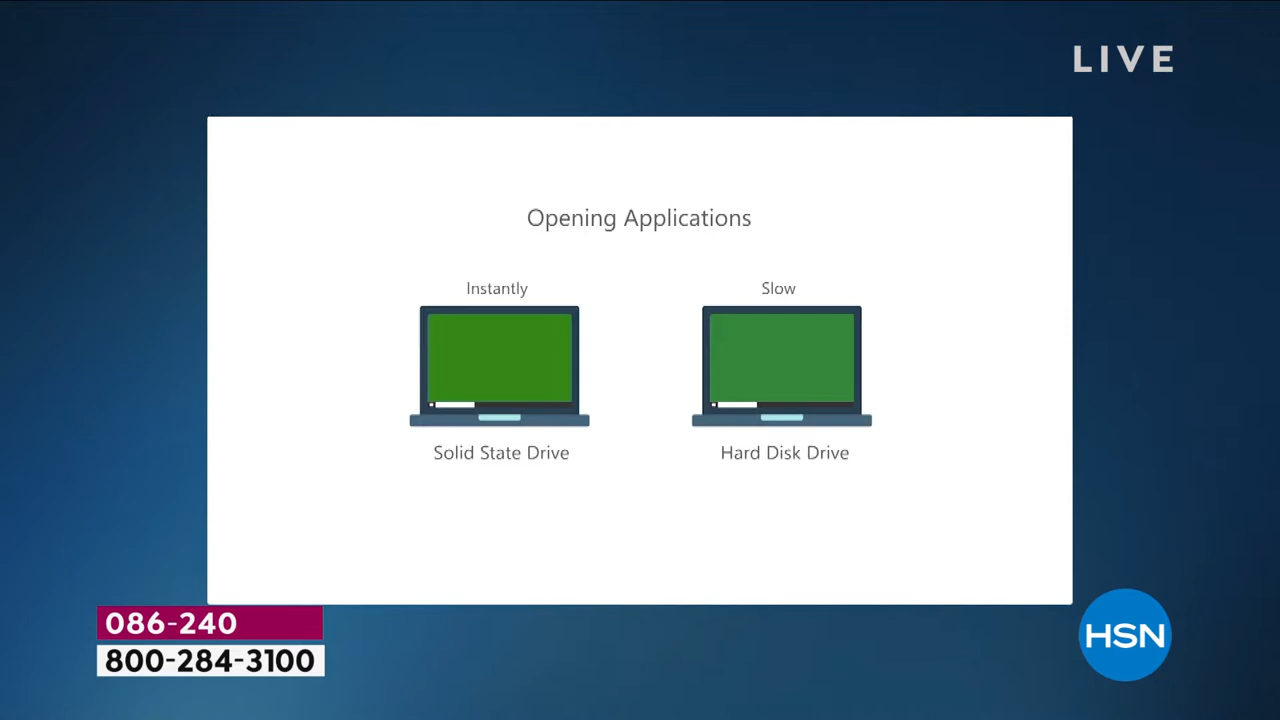 LIVE
Opening Applications
Instantly
Slow
Solid State Drive
Hard Disk Drive
086-240
800-284-3100
HSN